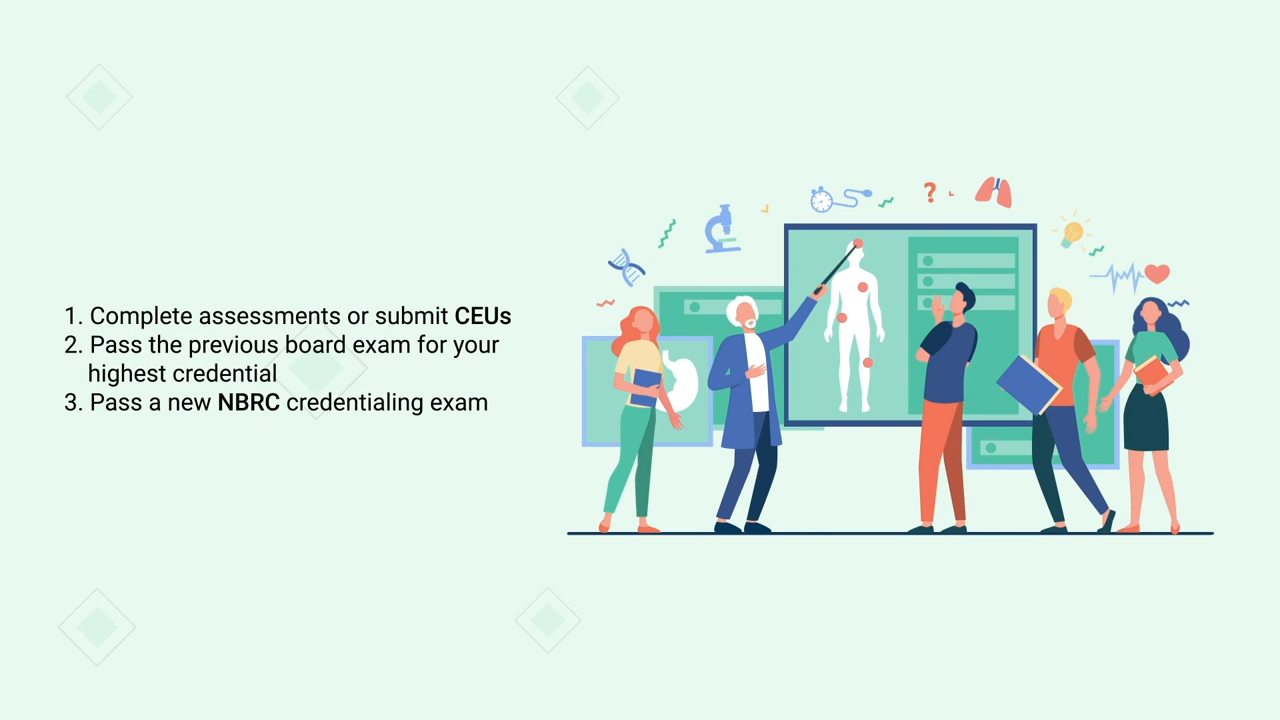 1. Complete assessments or submit CEUs
2. Pass the previous board exam for your
highest credential
3. Pass a new NBRC credentialing exam
?